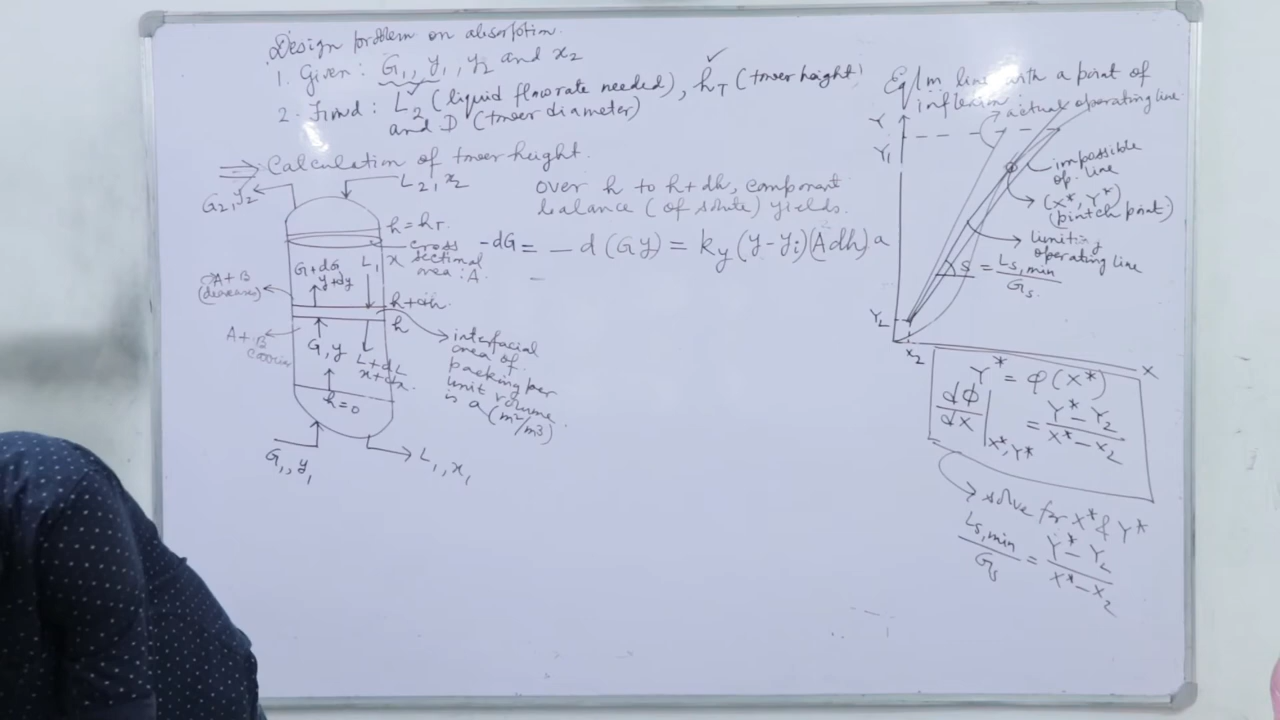 Design problem on absorption.
1. Given: G1, y1, y2 and x2
2. Find: L2 (liquid flowrate needed), hT (tower height)
and D (tower diameter)
⇒ Calculation of tower height.
G2, y2
L2, x2
h = hT
cross
sectional
area: A
x
G+dG
y+dy
L,
h+dh
h
A+B
(decreases)
A+B
G, y
L+dL
x+dx
h=0
G1, y1
L1, x1
interfacial
area of
packing per
unit volume
is a (m²/m³)
over h to h+dh, component
balance (of solute) yields.
-dG = - d(Gy) = ky(y-yi)(Adh)a
Eq/m line with a point of
inflexion
actual operating line
Y
Y1
impossible
op. line
(X*, Y*)
(pintch point)
limiting
operating line
S = Ls,min/Gs
Y2
X2
X
Y* = φ(X*)
dφ/dX |X*,Y* = Y*-Y2/X*-X2
solve for X* & Y*
Ls,min/Gs = Y*-Y2/X*-X2